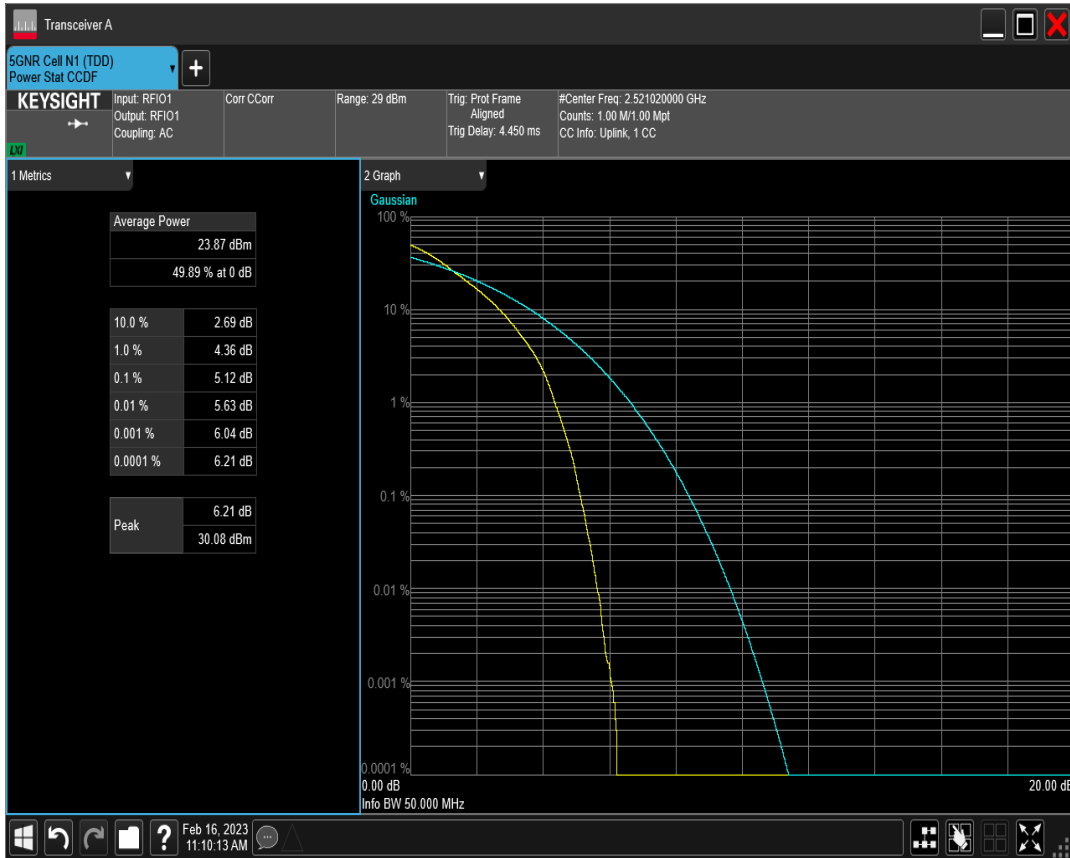 Transceiver A
5GNR Cell N1 (TDD)
Power Stat CCDF
+
KEYSIGHT
LXI
Input: RFIO1
Output: RFIO1
Coupling: AC
Corr CCorr
Range: 29 dBm
Trig: Prot Frame
Aligned
Trig Delay: 4.450 ms
#Center Freq: 2.521020000 GHz
Counts: 1.00 M/1.00 Mpt
CC Info: Uplink, 1 CC
1 Metrics
Average Power
23.87 dBm
49.89 % at 0 dB
10.0 % 2.69 dB
1.0 % 4.36 dB
0.1 % 5.12 dB
0.01 % 5.63 dB
0.001 % 6.04 dB
0.0001 % 6.21 dB
Peak
6.21 dB
30.08 dBm
2 Graph
Gaussian
100 %
10 %
1 %
0.1 %
0.01 %
0.001 %
0.0001 %
0.00 dB 20.00 dB
Info BW 50.000 MHz
?
Feb 16, 2023
11:10:13 AM